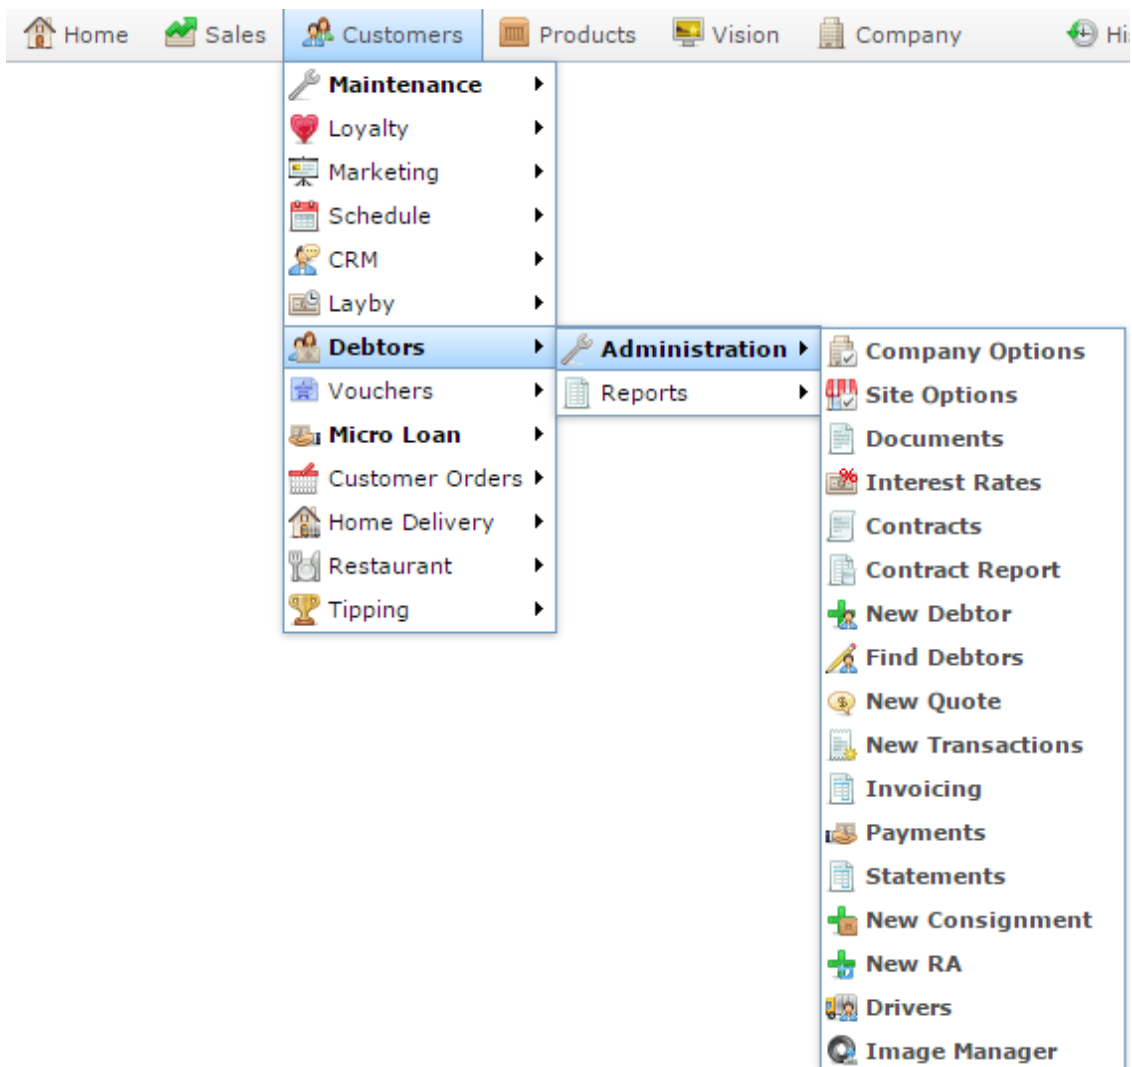 Home Sales Customers Products Vision Company Hi
Maintenance
Loyalty
Marketing
Schedule
CRM
Layby
Debtors
Vouchers
Micro Loan
Customer Orders
Home Delivery
Restaurant
Tipping
Administration
Reports
Company Options
Site Options
Documents
Interest Rates
Contracts
Contract Report
New Debtor
Find Debtors
New Quote
New Transactions
Invoicing
Payments
Statements
New Consignment
New RA
Drivers
Image Manager